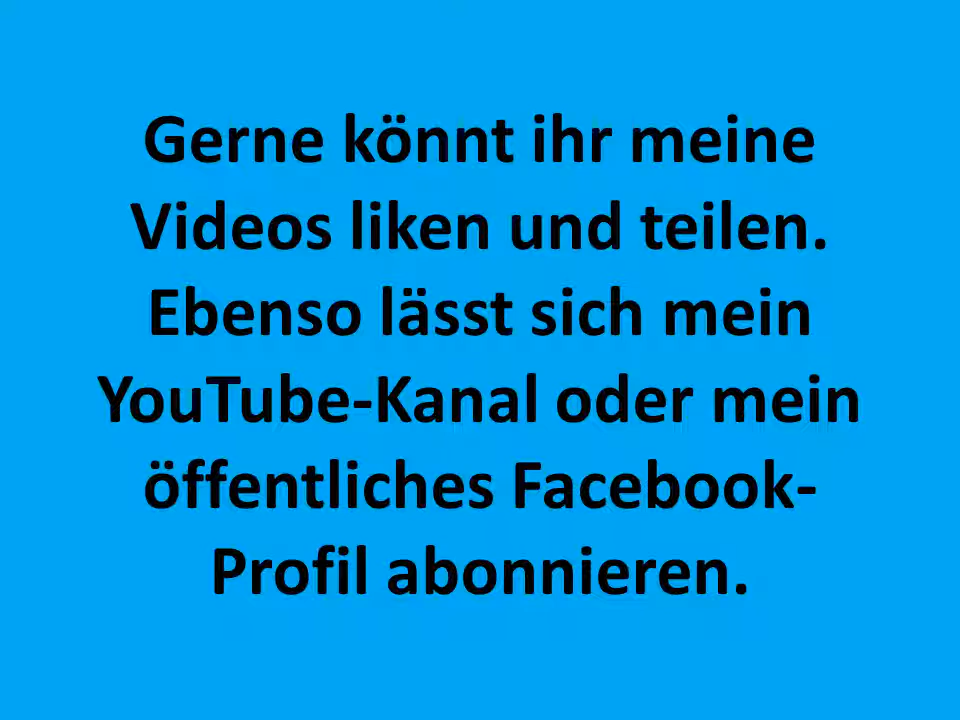 Gerne könnt ihr meine
Videos liken und teilen.
Ebenso lässt sich mein
YouTube-Kanal oder mein
öffentliches Facebook-
Profil abonnieren.